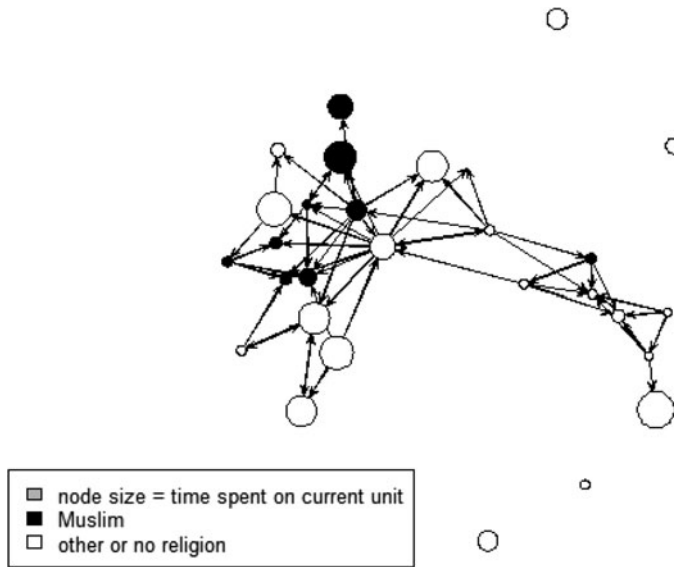 node size = time spent on current unit
Muslim
other or no religion